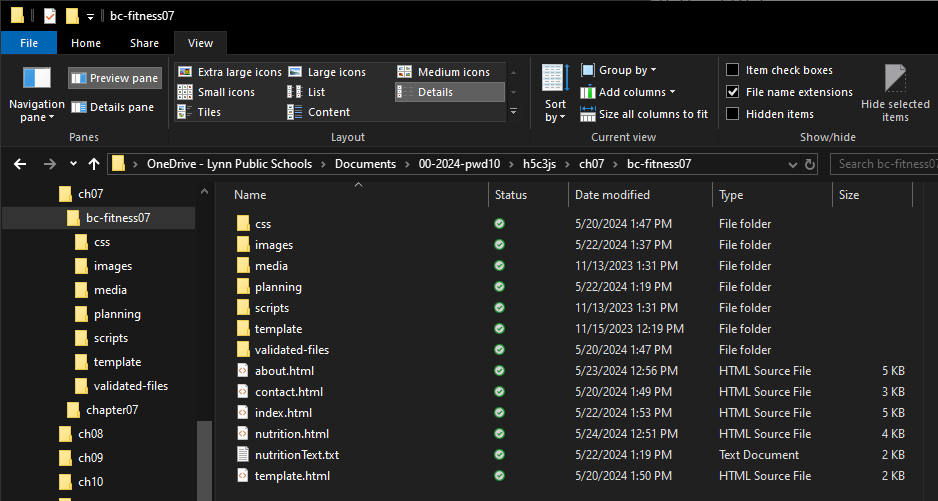 bc-fitness07
File Home Share View
Navigation pane
Preview pane
Details pane
Panes
Extra large icons Large icons Medium icons
Small icons List Details
Tiles Content
Layout
Sort by
Group by
Add columns
Size all columns to fit
Current view
Item check boxes
File name extensions
Hidden items
Hide selected items
Show/hide
OneDrive - Lynn Public Schools > Documents > 00-2024-pwd10 > h5c3js > ch07 > bc-fitness07
Search bc-fitness07
ch07
bc-fitness07
css
images
media
planning
scripts
template
validated-files
chapter07
ch08
ch09
ch10
Name Status Date modified Type Size
css 5/20/2024 1:47 PM File folder
images 5/22/2024 1:37 PM File folder
media 11/13/2023 1:31 PM File folder
planning 5/22/2024 1:19 PM File folder
scripts 11/13/2023 1:31 PM File folder
template 11/15/2023 12:19 PM File folder
validated-files 5/20/2024 1:47 PM File folder
about.html 5/23/2024 12:56 PM HTML Source File 5 KB
contact.html 5/20/2024 1:49 PM HTML Source File 3 KB
index.html 5/22/2024 1:53 PM HTML Source File 5 KB
nutrition.html 5/24/2024 12:51 PM HTML Source File 4 KB
nutritionText.txt 5/22/2024 1:19 PM Text Document 2 KB
template.html 5/20/2024 1:50 PM HTML Source File 2 KB